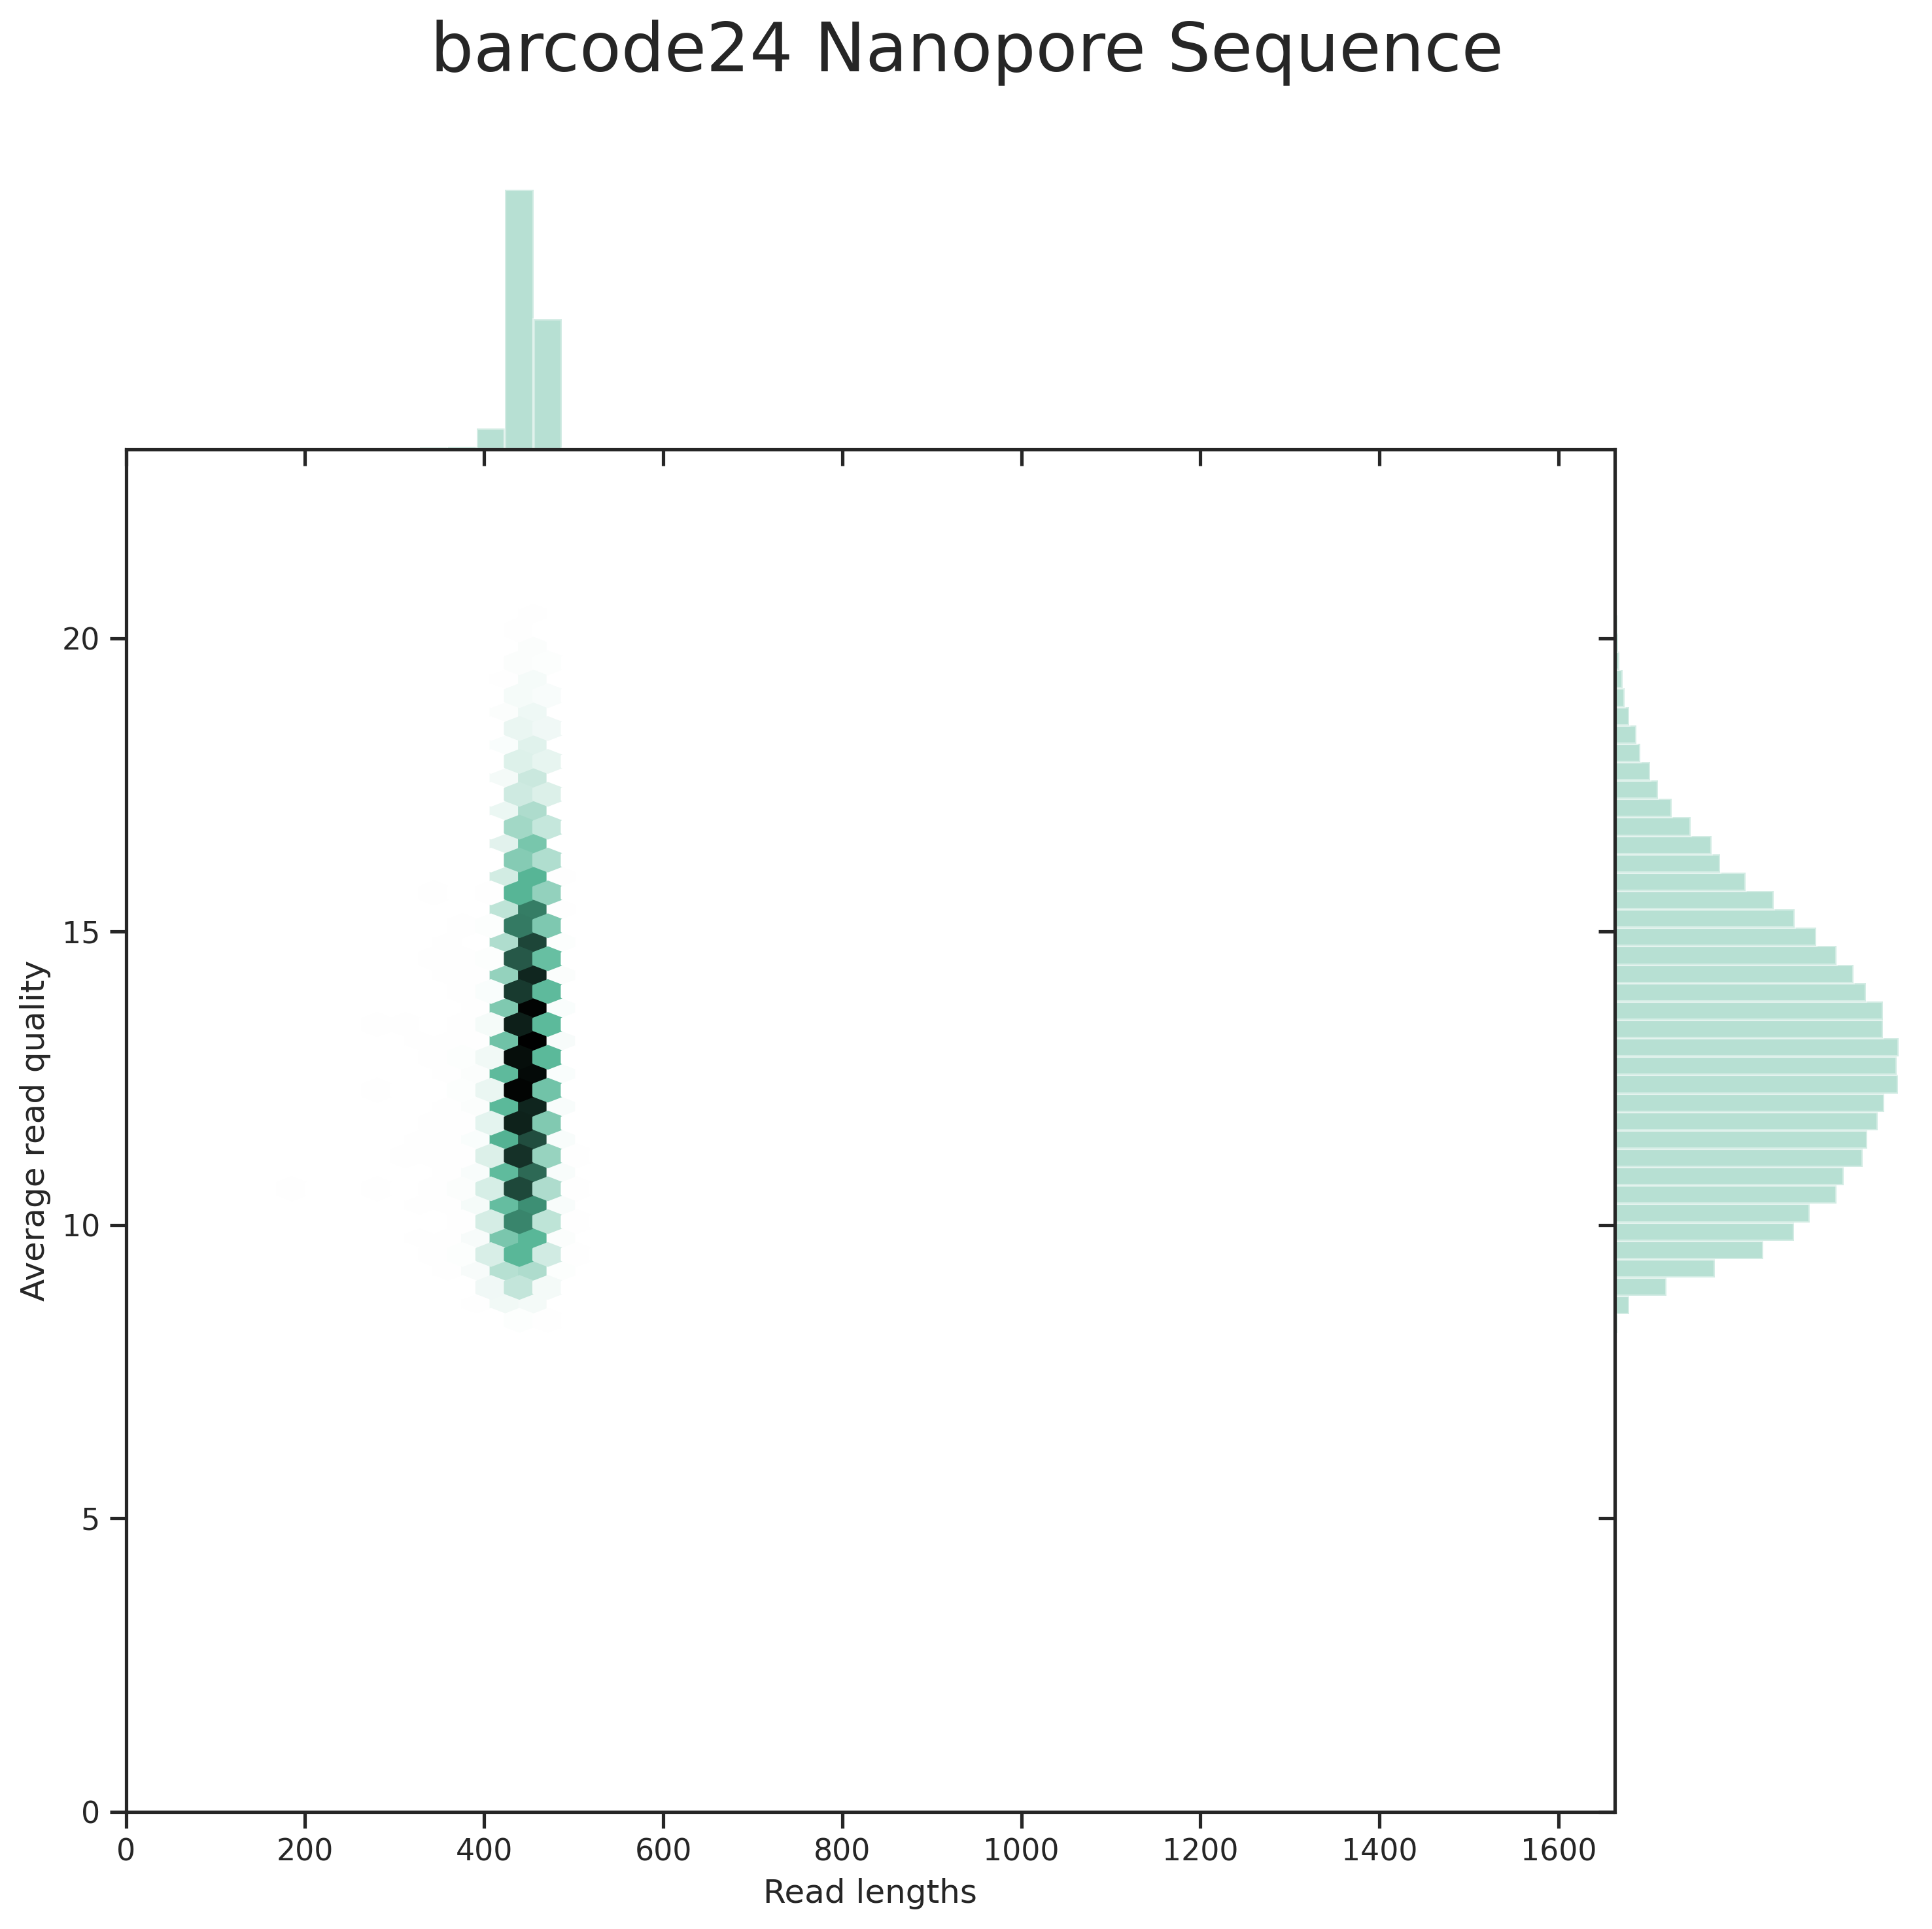 barcode24 Nanopore Sequence
20
15
10
5
0
Average read quality
0 200 400 600 800 1000 1200 1400 1600
Read lengths